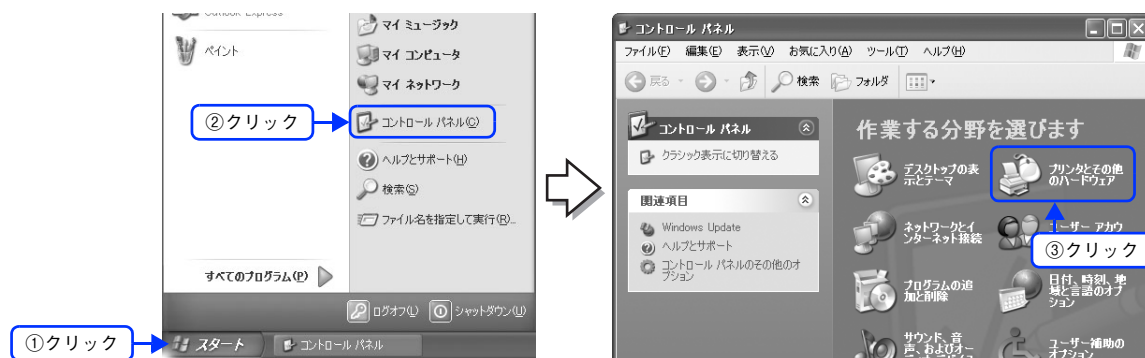 ペイント
マイ ミュージック
マイ コンピュータ
マイ ネットワーク
②クリック
コントロール パネル(C)
ヘルプとサポート(H)
検索(S)
ファイル名を指定して実行(R)...
すべてのプログラム(P)
ログオフ(L)
シャットダウン(U)
①クリック
スタート
コントロール パネル
コントロール パネル
ファイル(F) 編集(E) 表示(V) お気に入り(A) ツール(T) ヘルプ(H)
戻る
検索
フォルダ
コントロール パネル
クラシック表示に切り替える
関連項目
Windows Update
ヘルプとサポート
コントロール パネルのその他のオ
プション
作業する分野を選びます
デスクトップの表
示とテーマ
プリンタとその他
のハードウェア
ネットワークとイ
ンターネット接続
ユーザー アカウ
③クリック
プログラムの追
加と削除
日付、時刻、地
域と言語のオプ
ション
サウンド、音
声、およびオー
ユーザー補助の
オプション